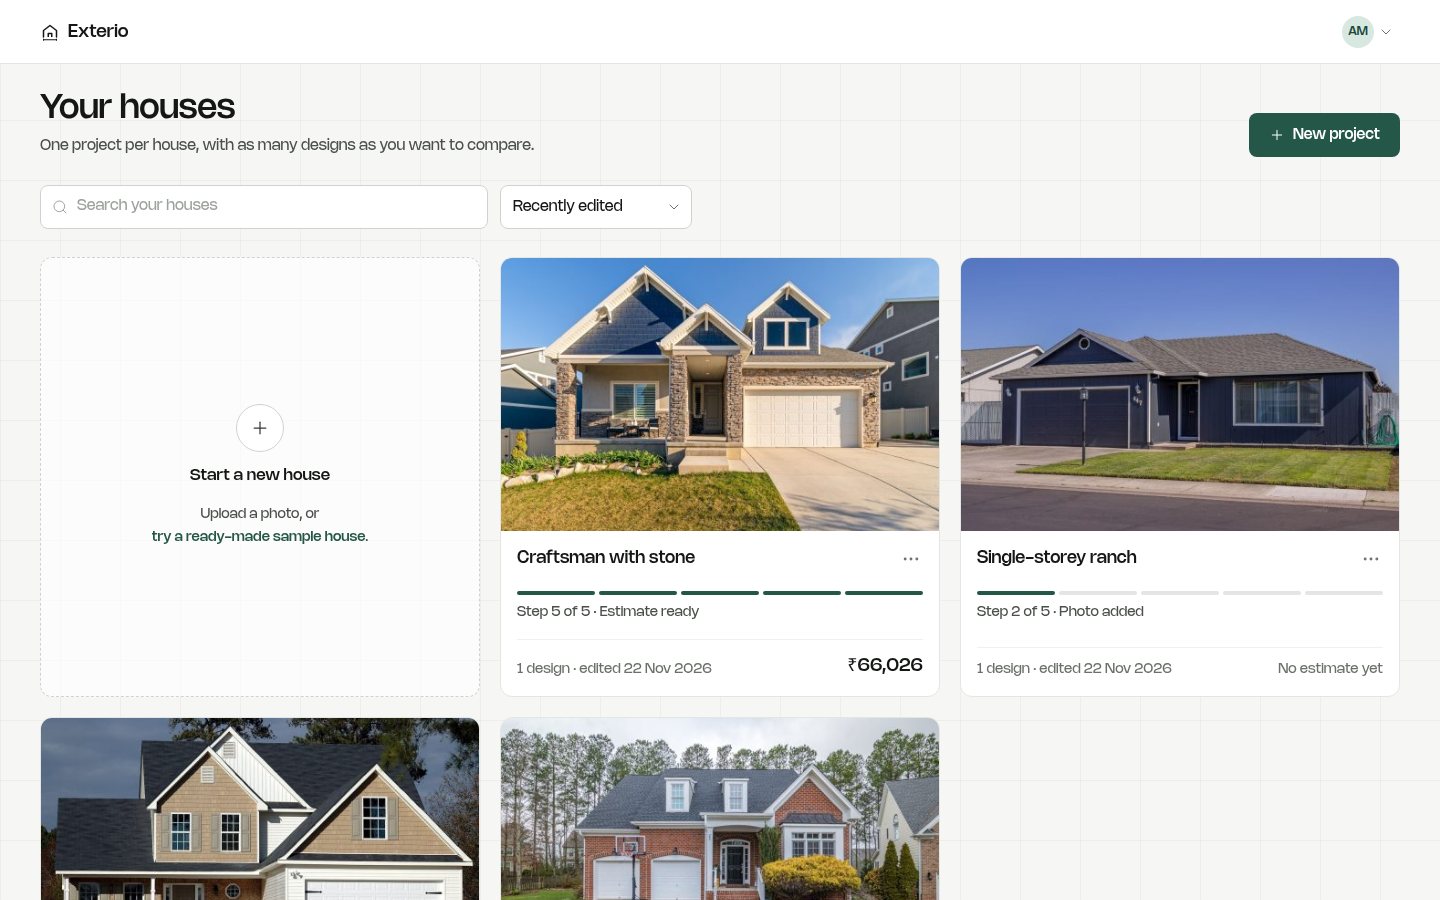 Exterio
AM
Your houses
One project per house, with as many designs as you want to compare.
+ New project
Search your houses
Recently edited
Start a new house
Upload a photo, or
try a ready-made sample house.
Craftsman with stone
Step 5 of 5 · Estimate ready
1 design · edited 22 Nov 2026
₹66,026
Single-storey ranch
Step 2 of 5 · Photo added
1 design · edited 22 Nov 2026
No estimate yet